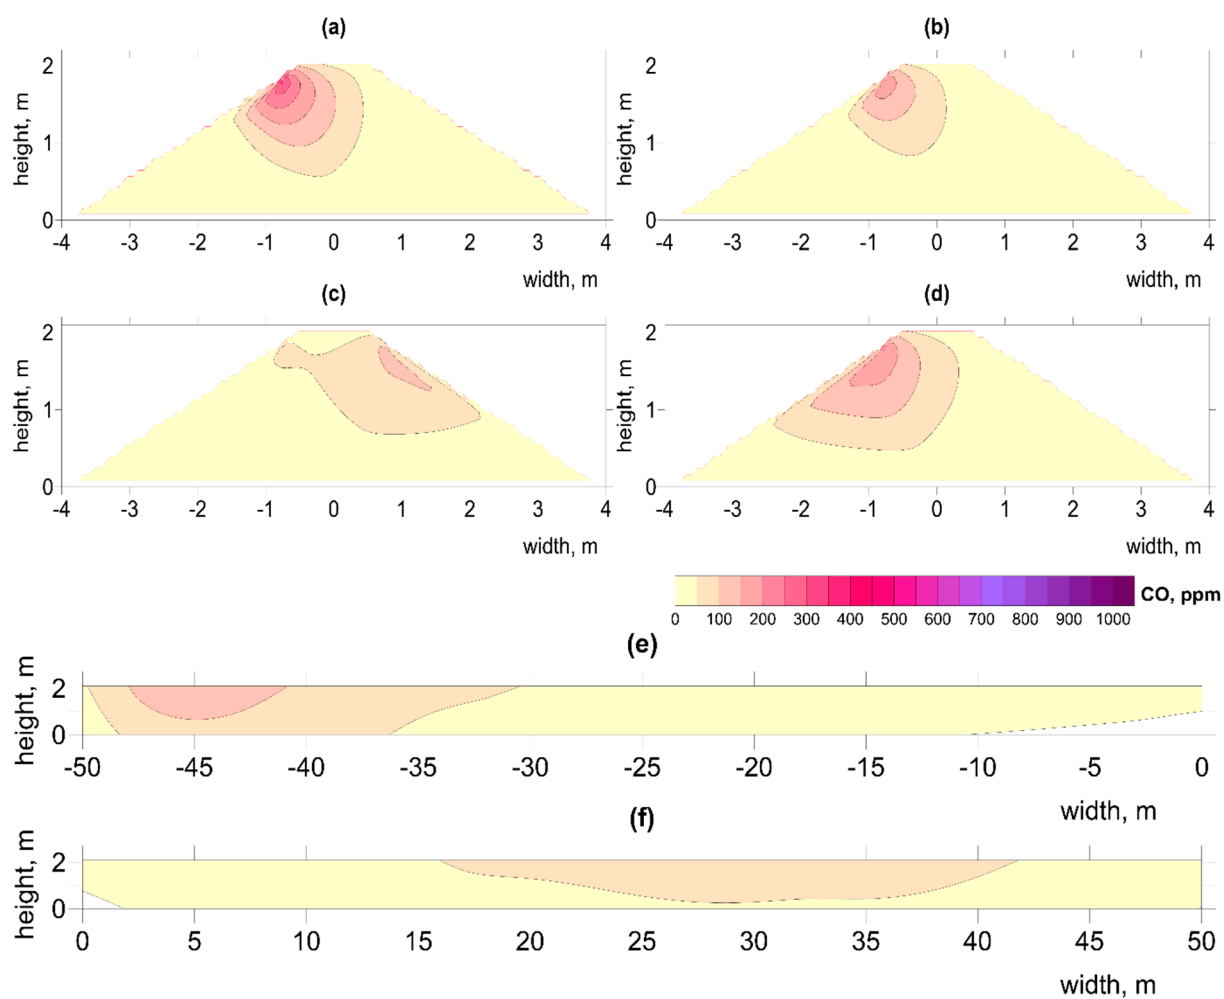 (a) (b)
height, m 2 1 0 height, m 2 1 0
-4 -3 -2 -1 0 1 2 3 4 -4 -3 -2 -1 0 1 2 3 4
width, m width, m
(c) (d)
height, m 2 1 0 height, m 2 1 0
-4 -3 -2 -1 0 1 2 3 4 -4 -3 -2 -1 0 1 2 3 4
width, m width, m
CO, ppm
0 100 200 300 400 500 600 700 800 900 1000
(e)
height, m 2 0
-50 -45 -40 -35 -30 -25 -20 -15 -10 -5 0
width, m
(f)
height, m 2 0
0 5 10 15 20 25 30 35 40 45 50
width, m